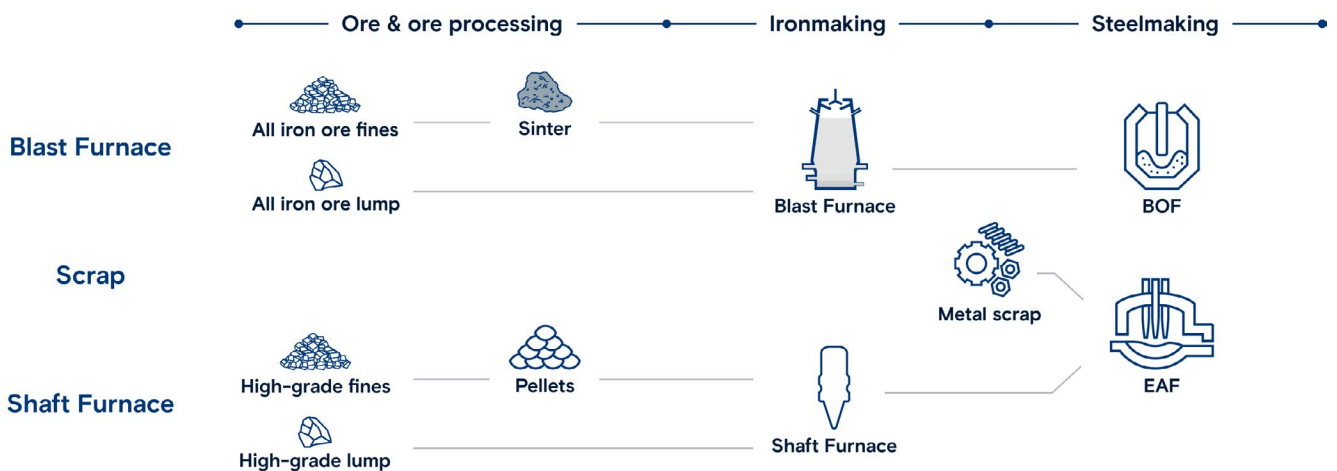 Ore & ore processing
Ironmaking
Steelmaking
Blast Furnace
All iron ore fines
Sinter
All iron ore lump
Blast Furnace
BOF
Scrap
Metal scrap
EAF
Shaft Furnace
High-grade fines
Pellets
High-grade lump
Shaft Furnace